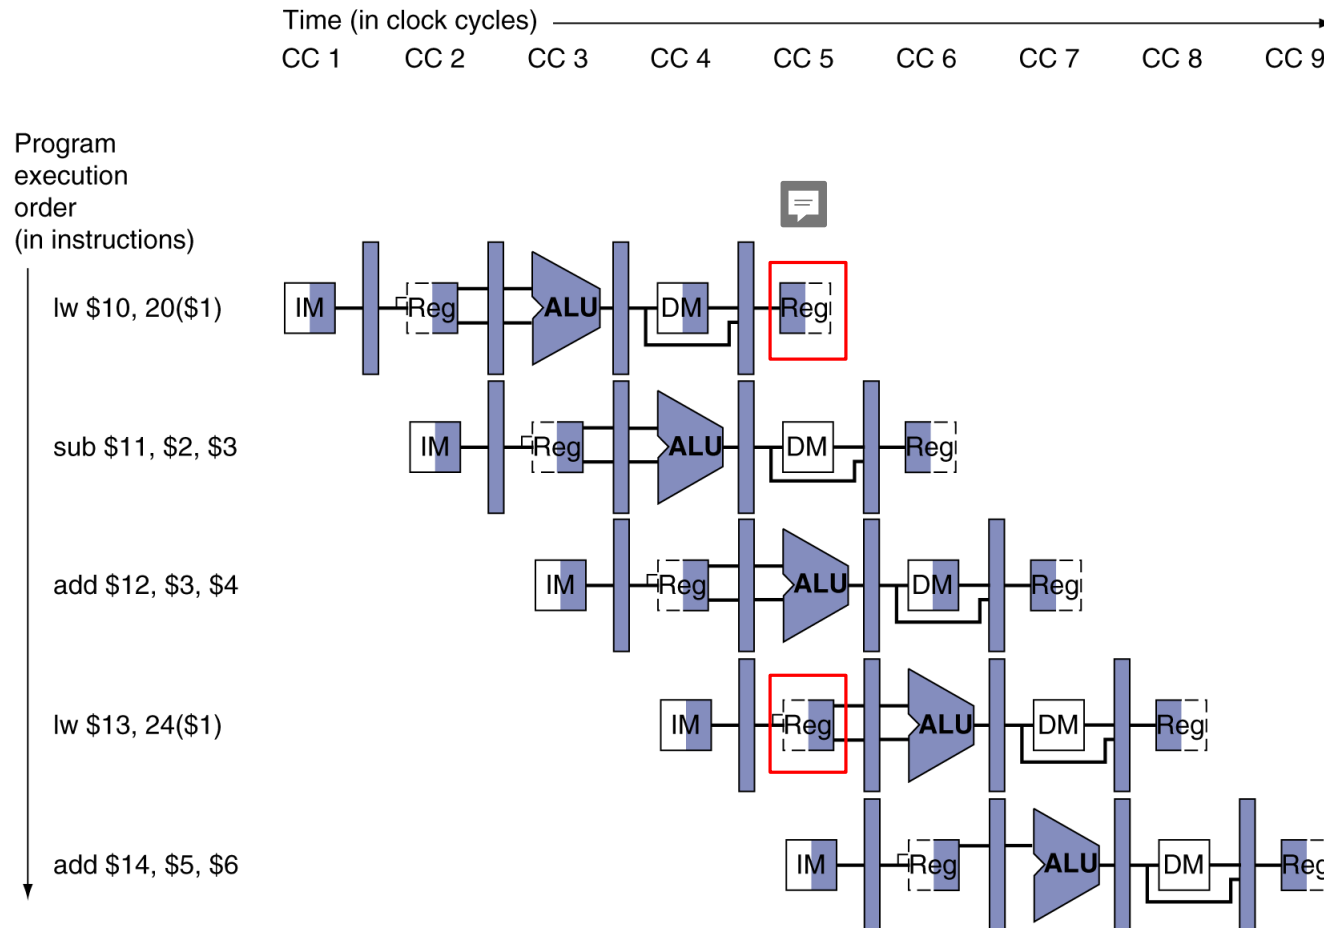 Time (in clock cycles)
CC 1 CC 2 CC 3 CC 4 CC 5 CC 6 CC 7 CC 8 CC 9
Program
execution
order
(in instructions)
lw $10, 20($1) IM Reg ALU DM Reg
sub $11, $2, $3 IM Reg ALU DM Reg
add $12, $3, $4 IM Reg ALU DM Reg
lw $13, 24($1) IM Reg ALU DM Reg
add $14, $5, $6 IM Reg ALU DM Reg